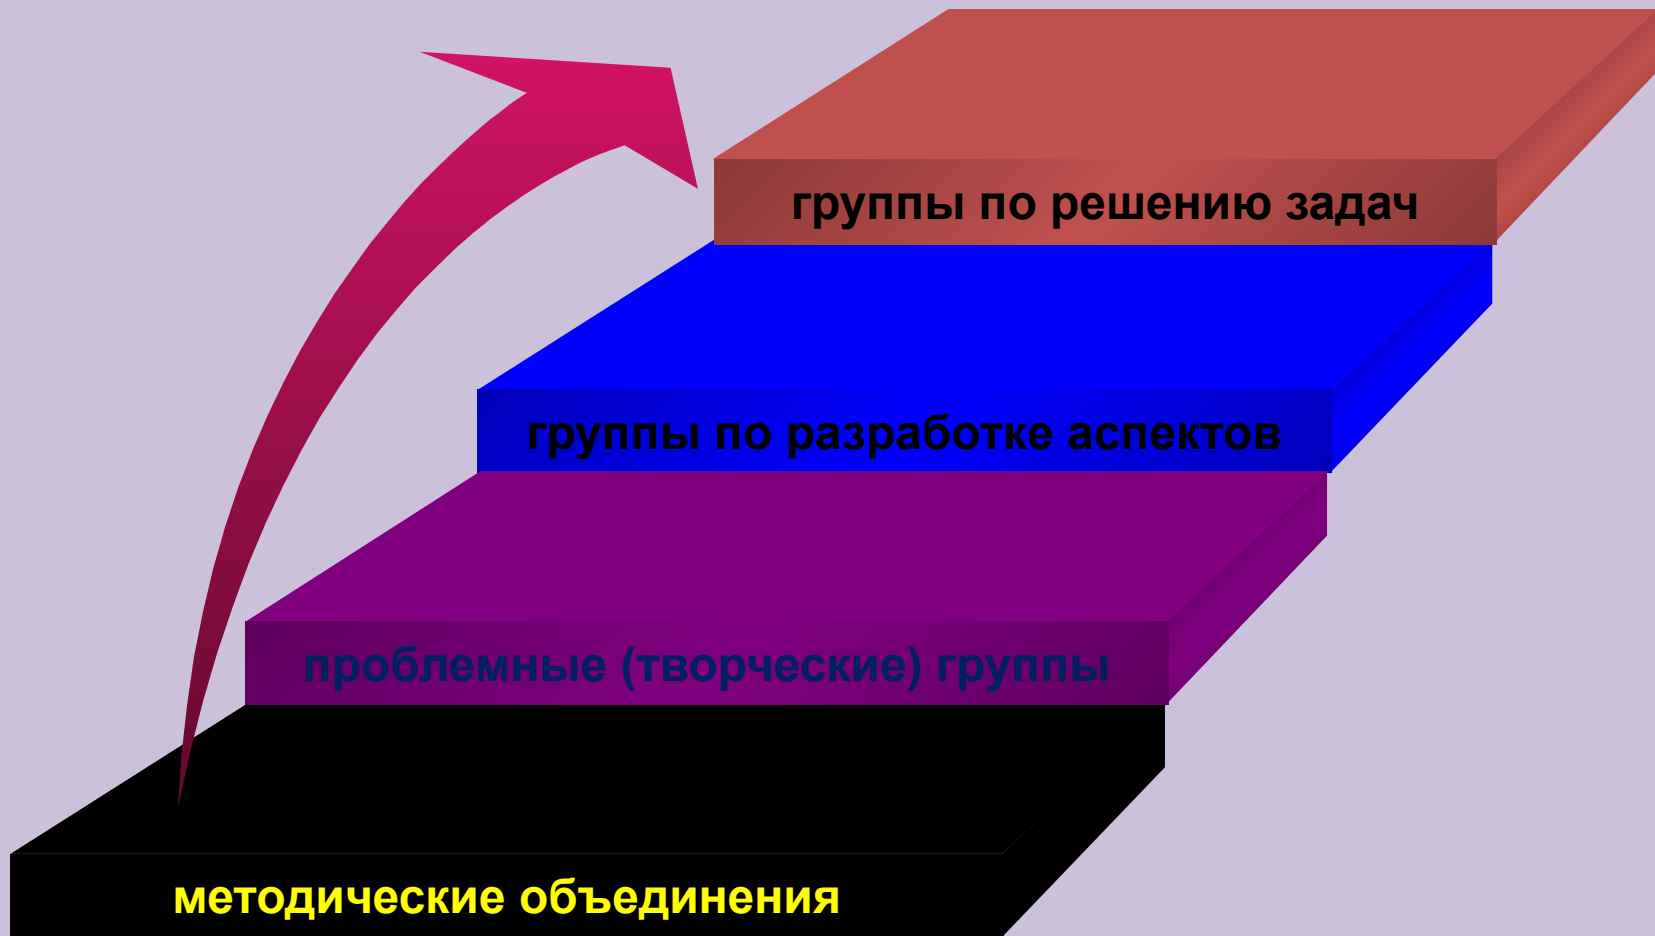 группы по решению задач
группы по разработке аспектов
проблемные (творческие) группы
методические объединения